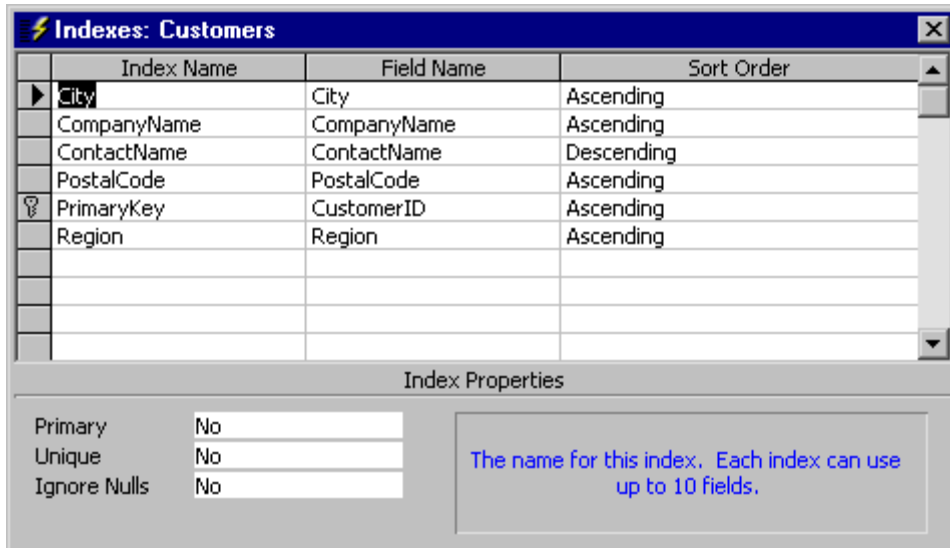 Indexes: Customers
Index Name Field Name Sort Order
City City Ascending
CompanyName CompanyName Ascending
ContactName ContactName Descending
PostalCode PostalCode Ascending
PrimaryKey CustomerID Ascending
Region Region Ascending
Index Properties
Primary No
Unique No
Ignore Nulls No
The name for this index.  Each index can use
up to 10 fields.